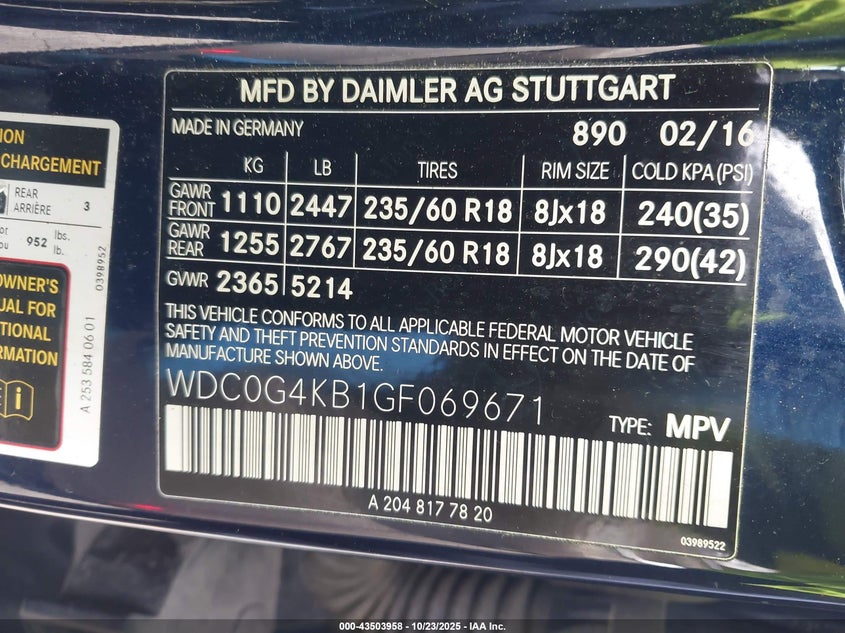 MFD BY DAIMLER AG STUTTGART
MADE IN GERMANY 890 02/16
KG LB TIRES RIM SIZE COLD KPA (PSI)
GAWR FRONT 1110 2447 235/60 R18 8Jx18 240(35)
GAWR REAR 1255 2767 235/60 R18 8Jx18 290(42)
GVWR 2365 5214
THIS VEHICLE CONFORMS TO ALL APPLICABLE FEDERAL MOTOR VEHICLE
SAFETY AND THEFT PREVENTION STANDARDS IN EFFECT ON THE DATE OF
MANUFACTURE SHOWN ABOVE.
WDC0G4KB1GF069671
TYPE: MPV
A 204 817 78 20
03989522
CHARGEMENT
REAR
ARRIÈRE 3
952 lbs.
lb.
0398952
OWNER'S
FOR
A 253 584 06 01
000-43503958 - 10/23/2025 - IAA Inc.